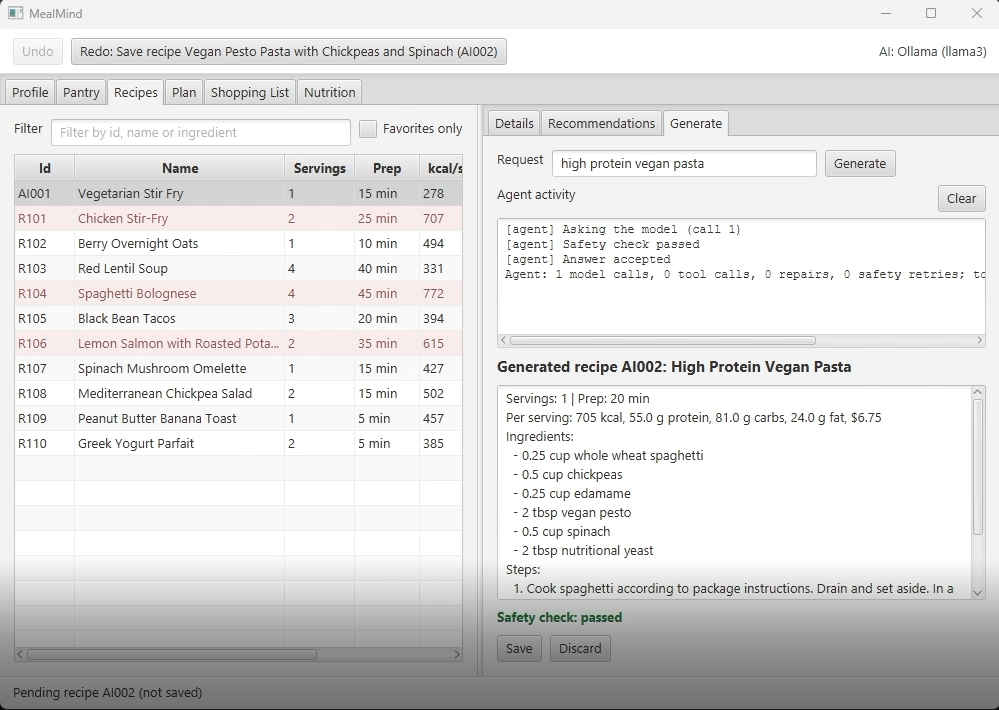 MealMind
Undo
Redo: Save recipe Vegan Pesto Pasta with Chickpeas and Spinach (AI002)
AI: Ollama (llama3)
Profile Pantry Recipes Plan Shopping List Nutrition
Filter Filter by id, name or ingredient Favorites only
Id Name Servings Prep kcal/s
AI001 Vegetarian Stir Fry 1 15 min 278
R101 Chicken Stir-Fry 2 25 min 707
R102 Berry Overnight Oats 1 10 min 494
R103 Red Lentil Soup 4 40 min 331
R104 Spaghetti Bolognese 4 45 min 772
R105 Black Bean Tacos 3 20 min 394
R106 Lemon Salmon with Roasted Pota... 2 35 min 615
R107 Spinach Mushroom Omelette 1 15 min 427
R108 Mediterranean Chickpea Salad 2 15 min 502
R109 Peanut Butter Banana Toast 1 5 min 457
R110 Greek Yogurt Parfait 2 5 min 385
Details Recommendations Generate
Request high protein vegan pasta Generate
Agent activity
Clear
[agent] Asking the model (call 1)
[agent] Safety check passed
[agent] Answer accepted
Agent: 1 model calls, 0 tool calls, 0 repairs, 0 safety retries; to
Generated recipe AI002: High Protein Vegan Pasta
Servings: 1 | Prep: 20 min
Per serving: 705 kcal, 55.0 g protein, 81.0 g carbs, 24.0 g fat, $6.75
Ingredients:
- 0.25 cup whole wheat spaghetti
- 0.5 cup chickpeas
- 0.25 cup edamame
- 2 tbsp vegan pesto
- 0.5 cup spinach
- 2 tbsp nutritional yeast
Steps:
1. Cook spaghetti according to package instructions. Drain and set aside. In a
Safety check: passed
Save Discard
Pending recipe AI002 (not saved)